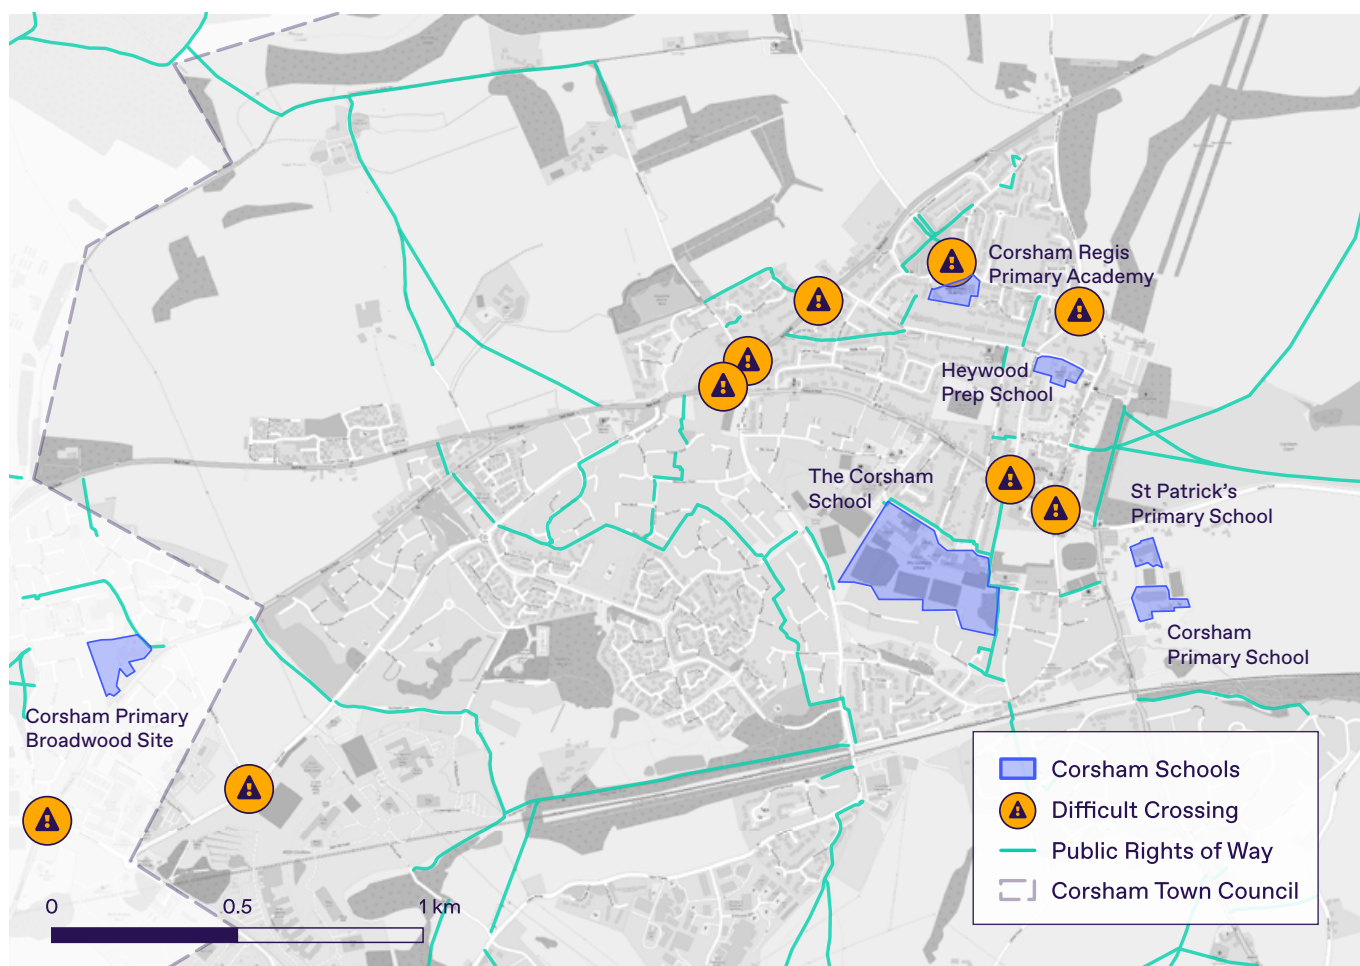 Corsham Regis
Primary Academy
Heywood
Prep School
The Corsham
School
St Patrick's
Primary School
Corsham
Primary School
Corsham Primary
Broadwood Site
Corsham Schools
Difficult Crossing
Public Rights of Way
Corsham Town Council
0 0.5 1 km